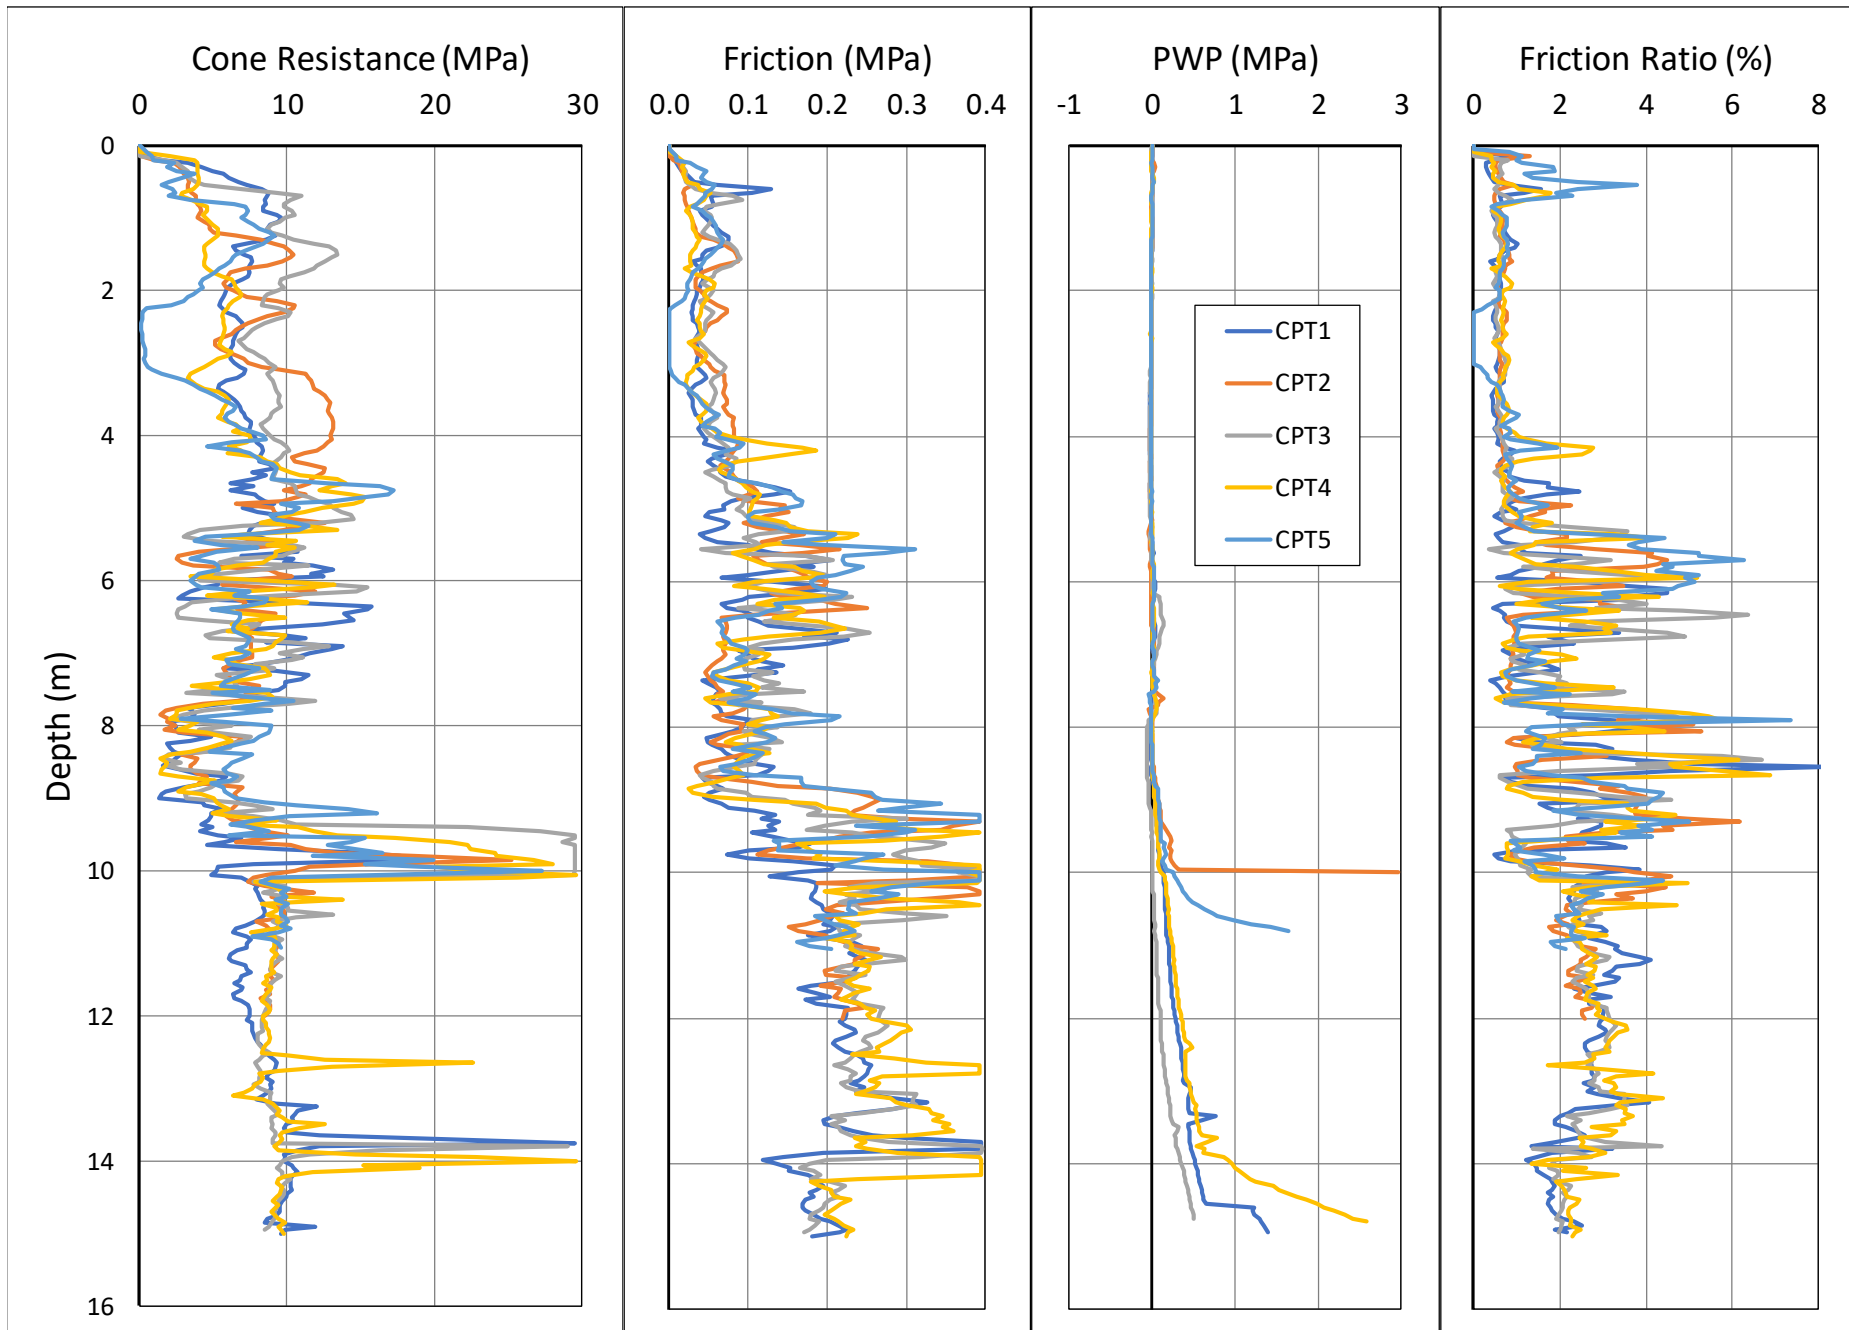 Cone Resistance (MPa)
Friction (MPa)
PWP (MPa)
Friction Ratio (%)
0 10 20 30
0.0 0.1 0.2 0.3 0.4
-1 0 1 2 3
0 2 4 6 8
Depth (m)
0
2
4
6
8
10
12
14
16
CPT1
CPT2
CPT3
CPT4
CPT5